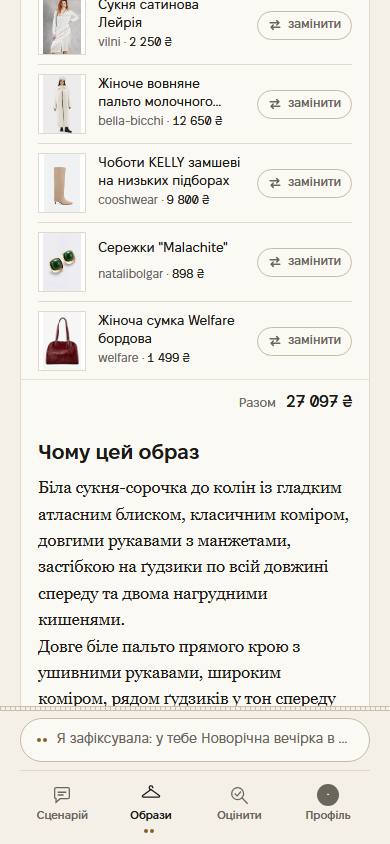 Сукня сатинова
Лейрія
vilni · 2 250 ₴
замінити
Жіноче вовняне
пальто молочного...
bella-bicchi · 12 650 ₴
замінити
Чоботи KELLY замшеві
на низьких підборах
cooshwear · 9 800 ₴
замінити
Сережки "Malachite"
natalibolgar · 898 ₴
замінити
Жіноча сумка Welfare
бордова
welfare · 1 499 ₴
замінити
Разом 27 097 ₴
Чому цей образ
Біла сукня-сорочка до колін із гладким
атласним блиском, класичним коміром,
довгими рукавами з манжетами,
застібкою на ґудзики по всій довжині
спереду та двома нагрудними
кишенями.
Довге біле пальто прямого крою з
ушивними рукавами, широким
коміром, рядом ґудзиків у тон спереду
Я зафіксувала: у тебе Новорічна вечірка в ...
Сценарій Образи Оцінити Профіль